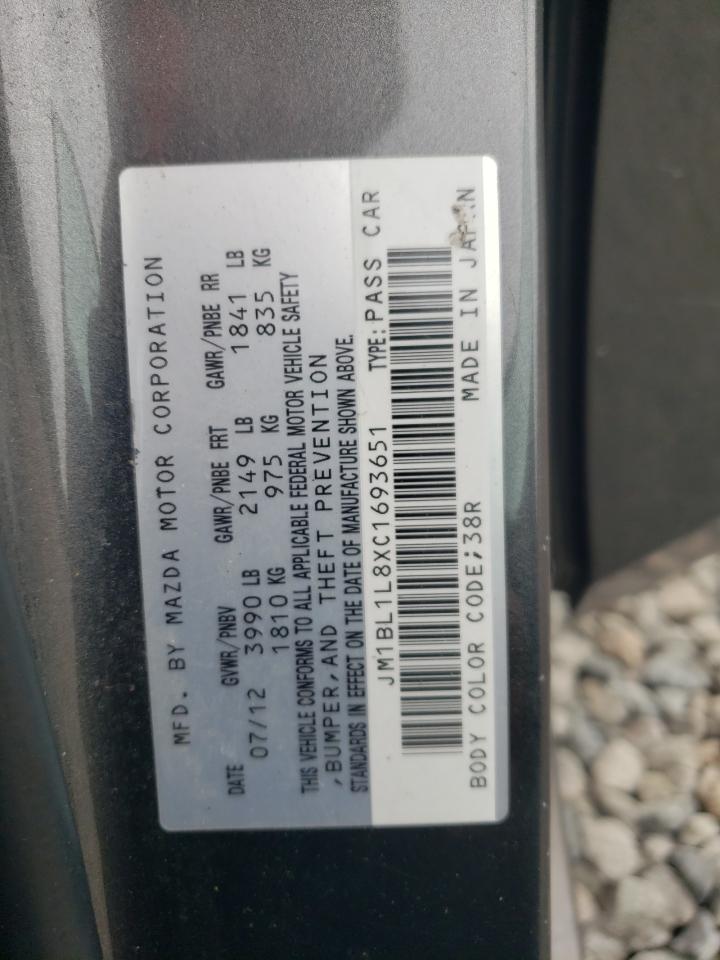 MFD. BY MAZDA MOTOR CORPORATION
DATE GVWR/PNBV GAWR/PNBE FRT GAWR/PNBE RR
07/12 3990 LB 2149 LB 1841 LB
1810 KG 975 KG 835 KG
THIS VEHICLE CONFORMS TO ALL APPLICABLE FEDERAL MOTOR VEHICLE SAFETY
,BUMPER,AND THEFT PREVENTION
STANDARDS IN EFFECT ON THE DATE OF MANUFACTURE SHOWN ABOVE.
JM1BL1L8XC1693651 TYPE:PASS CAR
BODY COLOR CODE;38R MADE IN JAPAN